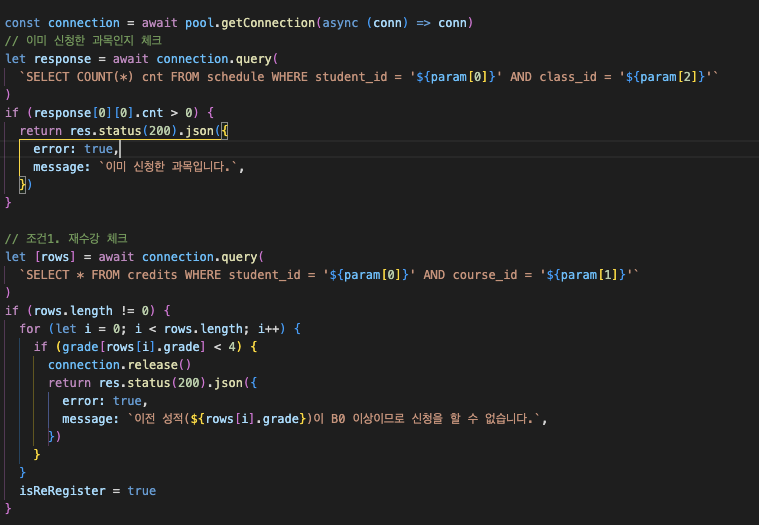 const connection = await pool.getConnection(async (conn) => conn)
// 이미 신청한 과목인지 체크
let response = await connection.query(
  `SELECT COUNT(*) cnt FROM schedule WHERE student_id = '${param[0]}' AND class_id = '${param[2]}'`
)
if (response[0][0].cnt > 0) {
  return res.status(200).json({
    error: true,
    message: `이미 신청한 과목입니다.`,
  })
}

// 조건1. 재수강 체크
let [rows] = await connection.query(
  `SELECT * FROM credits WHERE student_id = '${param[0]}' AND course_id = '${param[1]}'`
)
if (rows.length != 0) {
  for (let i = 0; i < rows.length; i++) {
    if (grade[rows[i].grade] < 4) {
      connection.release()
      return res.status(200).json({
        error: true,
        message: `이전 성적(${rows[i].grade})이 B0 이상이므로 신청을 할 수 없습니다.`,
      })
    }
  }
  isReRegister = true
}